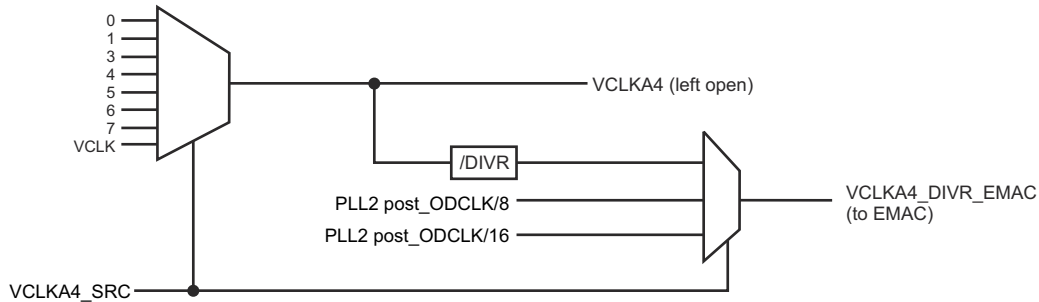 0
1
3
4
5
6
7
VCLK
VCLKA4 (left open)
/DIVR
PLL2 post_ODCLK/8
PLL2 post_ODCLK/16
VCLKA4_DIVR_EMAC
(to EMAC)
VCLKA4_SRC